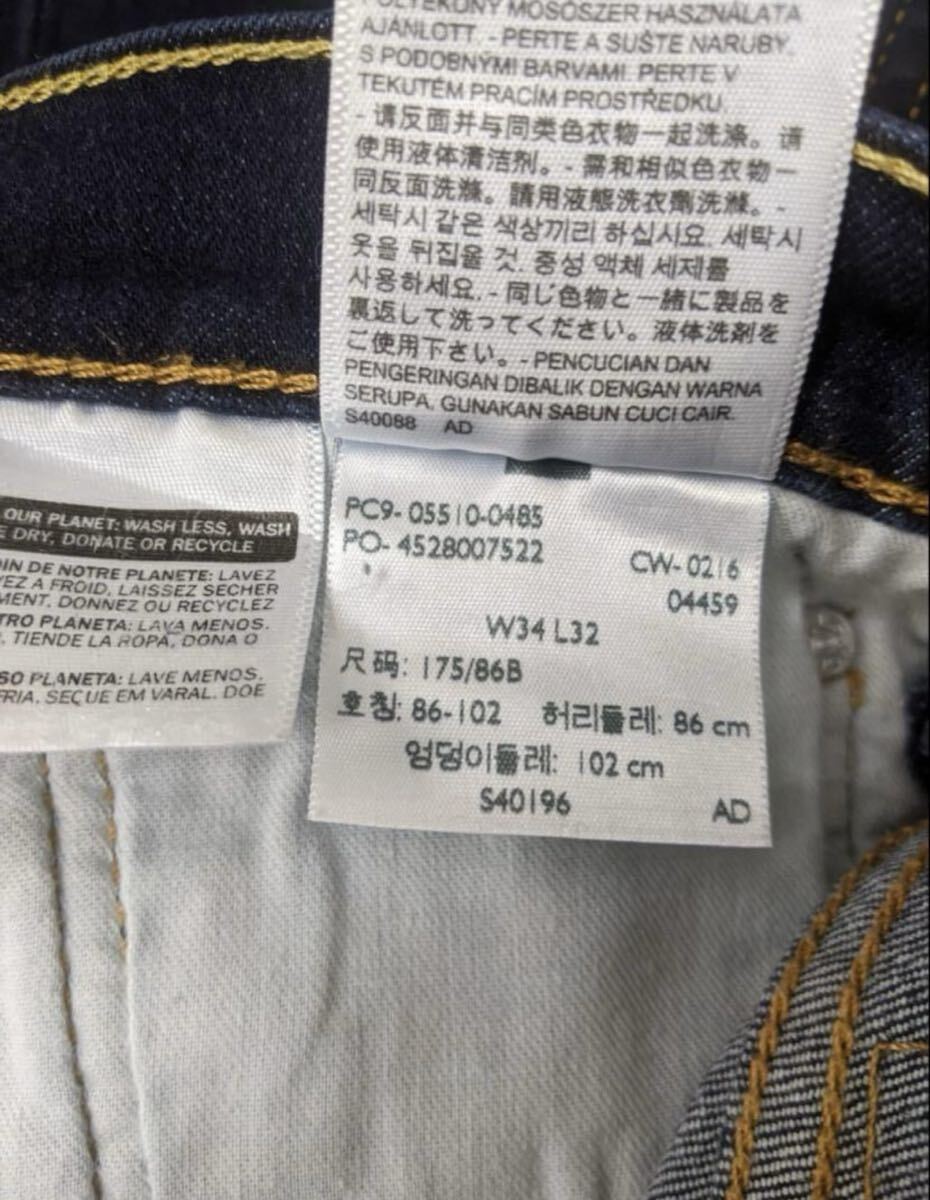 HASZNÁLATA
AJÁNLOTT. - PERTE A SUŠTE NARUBY.
S PODOBNÝMI BARVAMI. PERTE V
TEKUTÉM PRACÍM PROSTŘEDKU.
- 请反面并与同类色衣物一起洗涤。请
使用液体清洁剂。- 需和相似色衣物一
同反面洗滌。請用液態洗衣劑洗滌。-
세탁시 같은 색상끼리 하십시요. 세탁시
옷을 뒤집을 것. 중성 액체 세제를
사용하세요. - 同じ色物と一緒に製品を
裏返して洗ってください。液体洗剤を
ご使用下さい。- PENCUCIAN DAN
PENGERINGAN DIBALIK DENGAN WARNA
SERUPA. GUNAKAN SABUN CUCI CAIR.
S40088 AD
OUR PLANET: WASH LESS, WASH
E DRY, DONATE OR RECYCLE
IN DE NOTRE PLANETE: LAVEZ
EZ A FROID, LAISSEZ SECHER
MENT, DONNEZ OU RECYCLEZ
TRO PLANETA: LAVA MENOS.
, TIENDE LA ROPA, DONA O
SO PLANETA: LAVE MENOS.
FRIA. SEQUE EM VARAL. DOE
PC9- 05510-0485
PO- 4528007522
CW- 0216
04459
W34 L32
尺码: 175/86B
호칭: 86-102 허리둘레: 86 cm
엉덩이둘레: 102 cm
S40196 AD